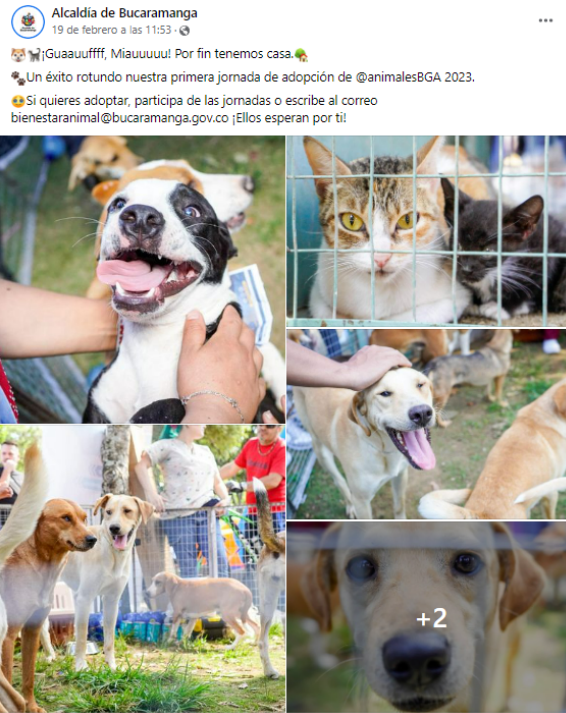 Alcaldía de Bucaramanga
19 de febrero a las 11:53 ·
¡Guaauuffff, Miauuuuu! Por fin tenemos casa.
Un éxito rotundo nuestra primera jornada de adopción de @animalesBGA 2023.
Si quieres adoptar, participa de las jornadas o escribe al correo
bienestaranimal@bucaramanga.gov.co ¡Ellos esperan por ti!
+2